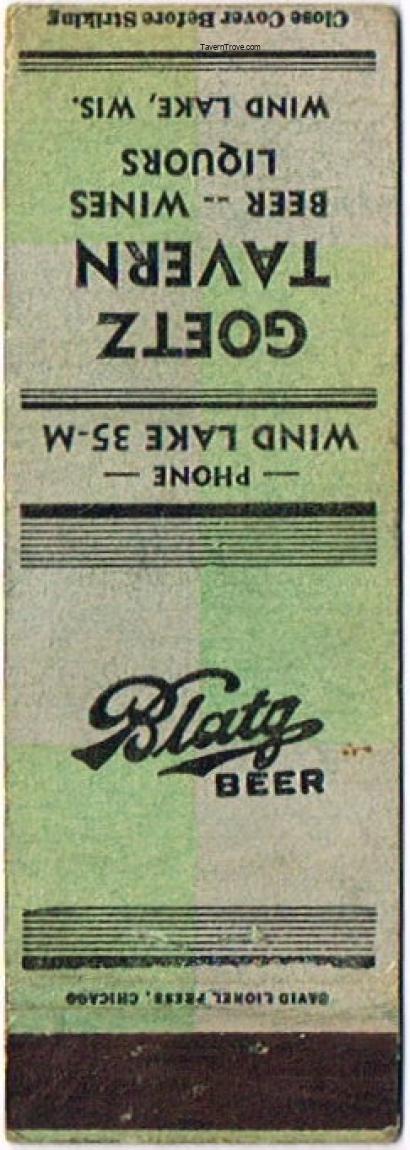 Close Cover Before Striking
TavernTrove.com
WIND LAKE, WIS.
LIQUORS
BEER -- WINES
TAVERN
GOETZ
WIND LAKE 35-M
— PHONE —
Blatz
BEER
DAVID LIONEL PRESS, CHICAGO